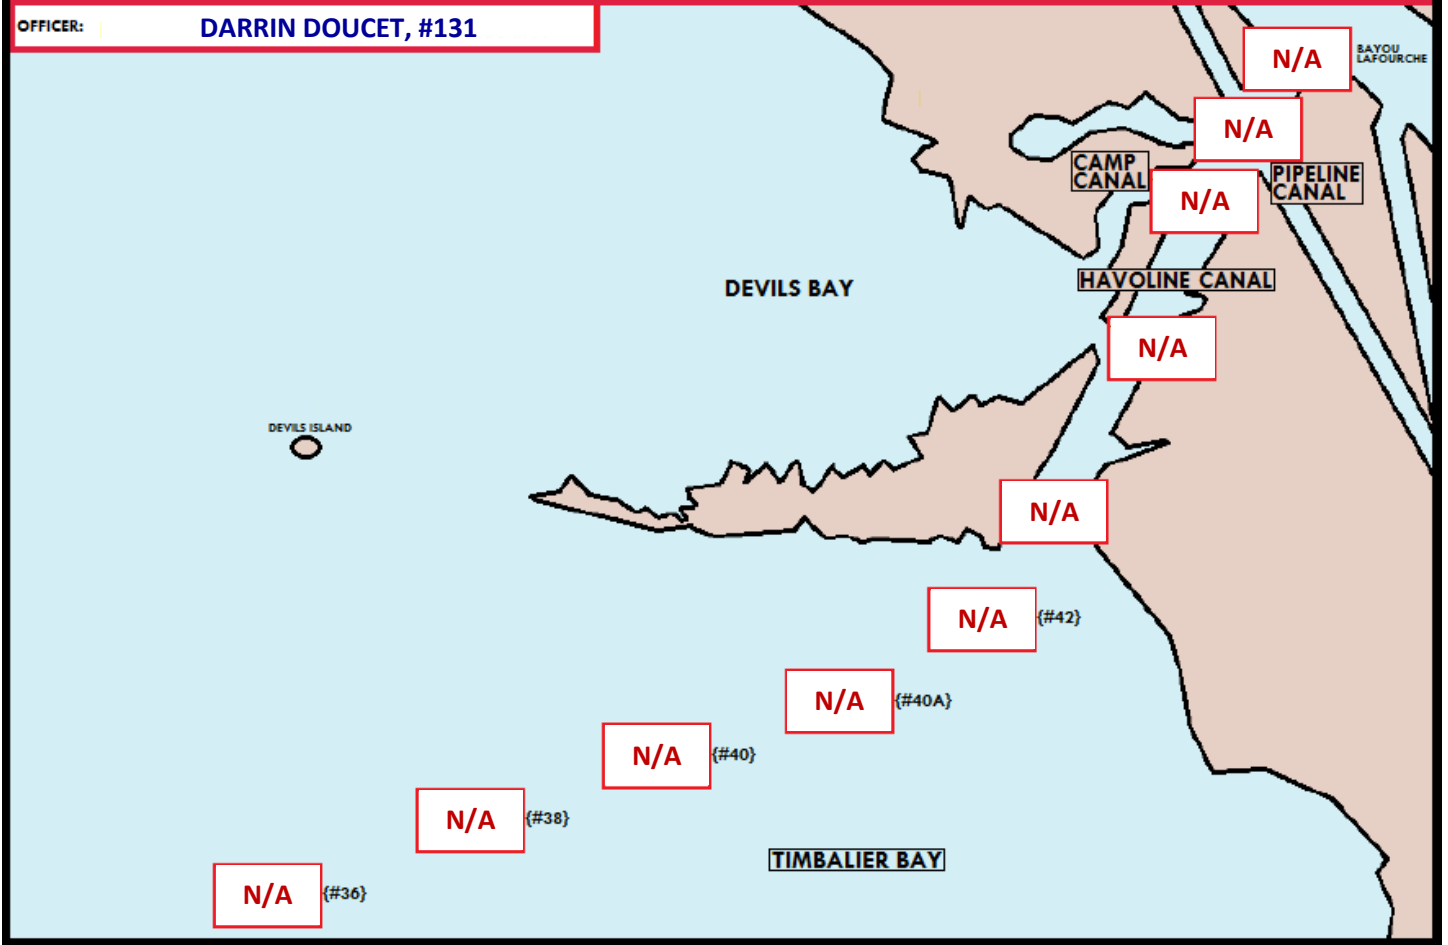 OFFICER: DARRIN DOUCET, #131
N/A
BAYOU
LAFOURCHE
N/A
CAMP
CANAL
PIPELINE
CANAL
N/A
HAVOLINE CANAL
DEVILS BAY
N/A
DEVILS ISLAND
N/A
N/A {#42}
N/A {#40A}
N/A {#40}
N/A {#38}
TIMBALIER BAY
N/A {#36}